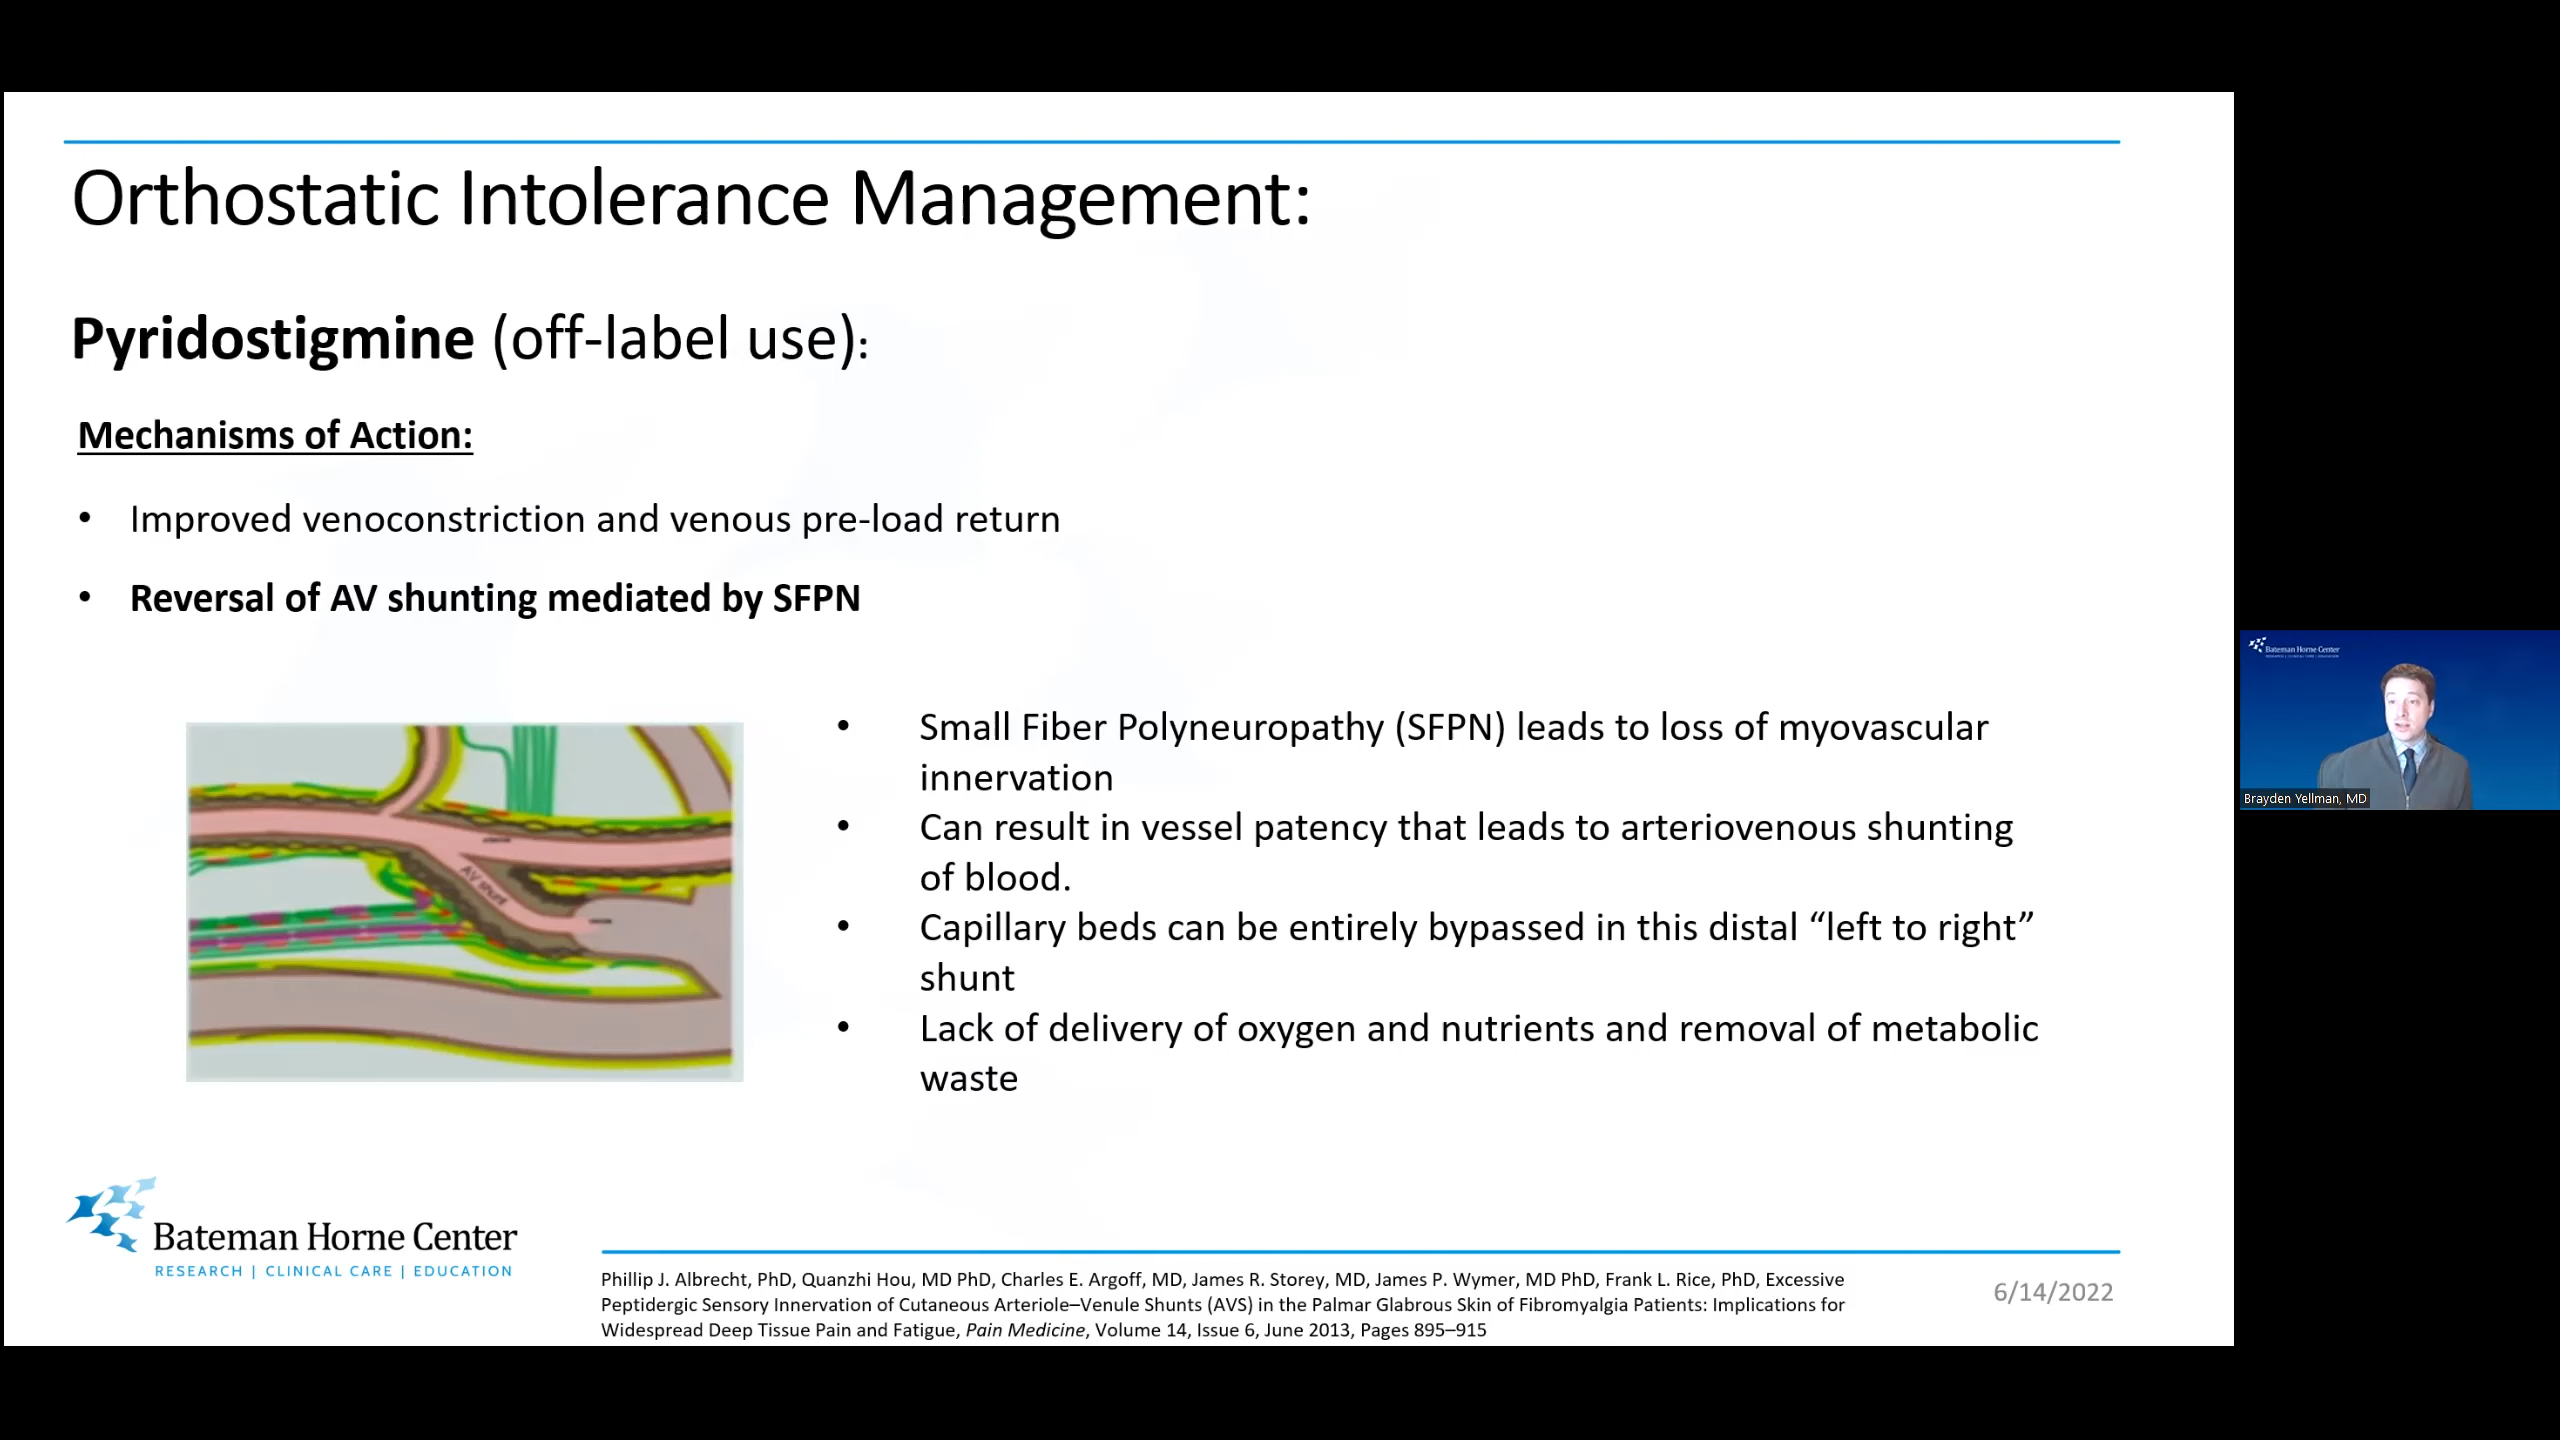 Orthostatic Intolerance Management:
Pyridostigmine (off-label use):
Mechanisms of Action:
• Improved venoconstriction and venous pre-load return
• Reversal of AV shunting mediated by SFPN
AV shunt
• Small Fiber Polyneuropathy (SFPN) leads to loss of myovascular
innervation
• Can result in vessel patency that leads to arteriovenous shunting
of blood.
• Capillary beds can be entirely bypassed in this distal “left to right”
shunt
• Lack of delivery of oxygen and nutrients and removal of metabolic
waste
Bateman Horne Center
RESEARCH | CLINICAL CARE | EDUCATION
Phillip J. Albrecht, PhD, Quanzhi Hou, MD PhD, Charles E. Argoff, MD, James R. Storey, MD, James P. Wymer, MD PhD, Frank L. Rice, PhD, Excessive
Peptidergic Sensory Innervation of Cutaneous Arteriole–Venule Shunts (AVS) in the Palmar Glabrous Skin of Fibromyalgia Patients: Implications for
Widespread Deep Tissue Pain and Fatigue, Pain Medicine, Volume 14, Issue 6, June 2013, Pages 895–915
6/14/2022
Bateman Horne Center
RESEARCH | CLINICAL CARE | EDUCATION
Brayden Yellman, MD